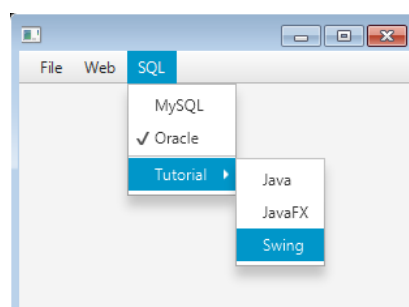 File Web SQL
MySQL
✓ Oracle
Tutorial
Java
JavaFX
Swing